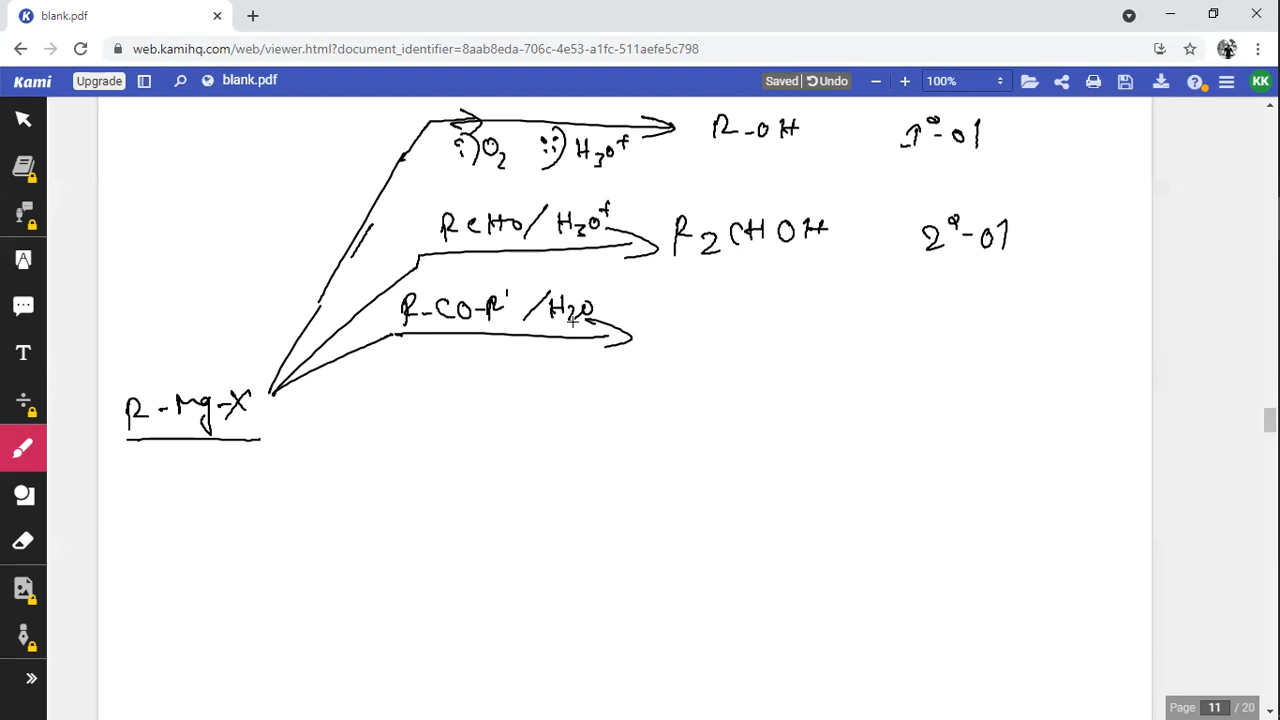 blank.pdf
web.kamihq.com/web/viewer.html?document_identifier=8aab8eda-706c-4e53-a1fc-511aefe5c798
Kami Upgrade blank.pdf Saved Undo 100% KK
R-OH 1°-ol
i) O2 ii) H3O+
RCHO/H3O+ R2CHOH 2°-ol
R-CO-R' /H2O
R-Mg-X
Page 11 / 20